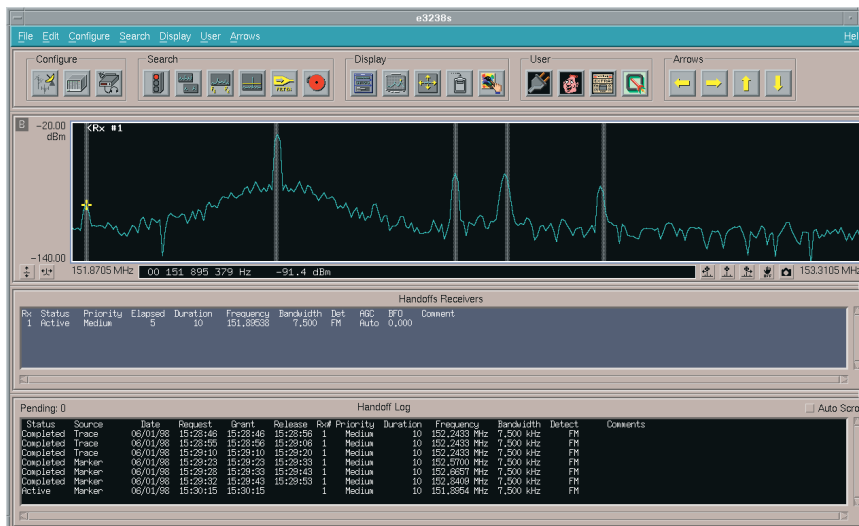 e3238s
File Edit Configure Search Display User Arrows Hel
Configure Search Display User Arrows
B -20.00 <Rx #1
dBm
-140.00
151.8705 MHz 00 151 895 379 Hz -91.4 dBm 153.3105 MHz
Handoffs Receivers
Rx Status Priority Elapsed Duration Frequency Bandwidth Det AGC BFO Comment
1 Active Medium 5 10 151.89538 7.500 FM Auto 0.000
Pending: 0 Handoff Log Auto Scro
Status Source Date Request Grant Release Rx# Priority Duration Frequency Bandwidth Detect Comments
Completed Trace 06/01/98 15:28:46 15:28:46 15:28:56 1 Medium 10 152.2433 MHz 7.500 kHz FM
Completed Trace 06/01/98 15:28:55 15:28:56 15:29:06 1 Medium 10 152.2433 MHz 7.500 kHz FM
Completed Trace 06/01/98 15:29:10 15:29:10 15:29:20 1 Medium 10 152.2433 MHz 7.500 kHz FM
Completed Marker 06/01/98 15:29:23 15:29:23 15:29:33 1 Medium 10 152.5700 MHz 7.500 kHz FM
Completed Marker 06/01/98 15:29:28 15:29:33 15:29:43 1 Medium 10 152.6657 MHz 7.500 kHz FM
Completed Marker 06/01/98 15:29:32 15:29:43 15:29:53 1 Medium 10 152.8409 MHz 7.500 kHz FM
Active Marker 06/01/98 15:30:15 15:30:15 1 Medium 10 151.8954 MHz 7.500 kHz FM